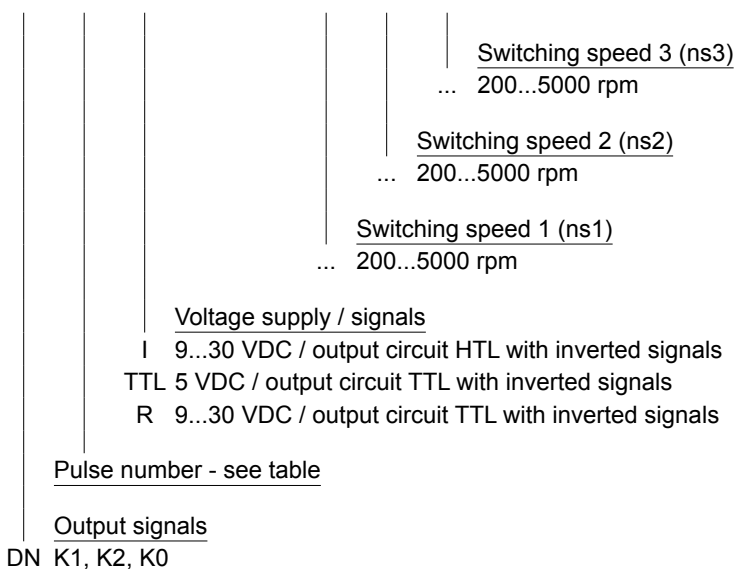 Switching speed 3 (ns3)
... 200...5000 rpm
Switching speed 2 (ns2)
... 200...5000 rpm
Switching speed 1 (ns1)
... 200...5000 rpm
Voltage supply / signals
I 9...30 VDC / output circuit HTL with inverted signals
TTL 5 VDC / output circuit TTL with inverted signals
R 9...30 VDC / output circuit TTL with inverted signals
Pulse number - see table
Output signals
DN K1, K2, K0